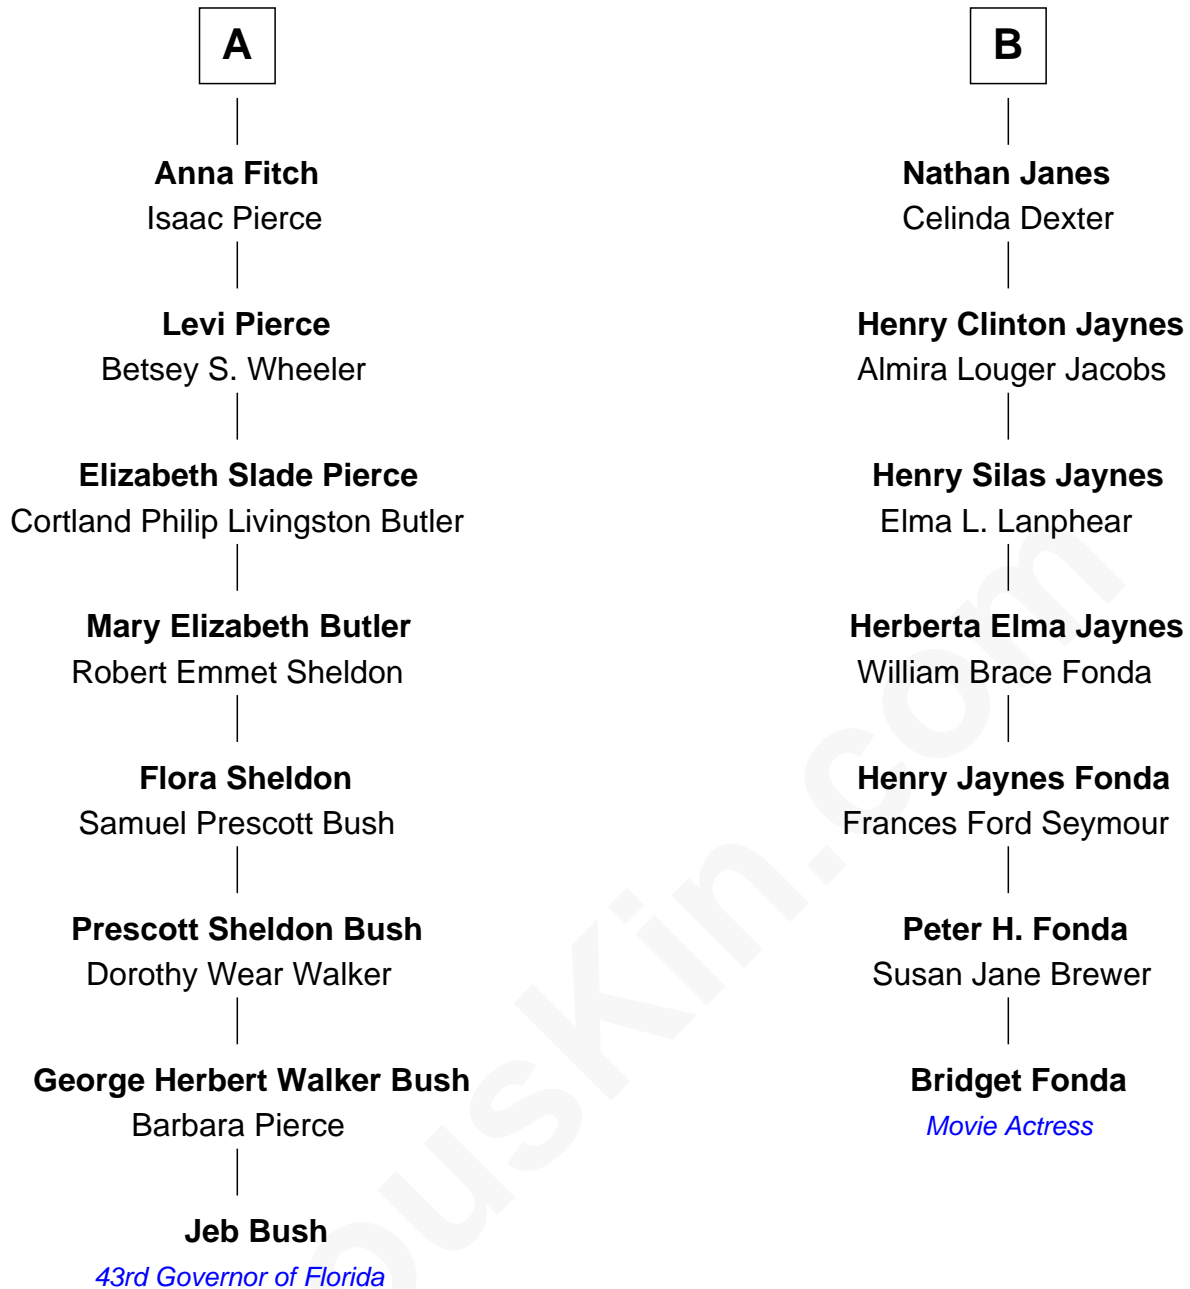 A
Anna Fitch
Isaac Pierce
Levi Pierce
Betsey S. Wheeler
Elizabeth Slade Pierce
Cortland Philip Livingston Butler
Mary Elizabeth Butler
Robert Emmet Sheldon
Flora Sheldon
Samuel Prescott Bush
Prescott Sheldon Bush
Dorothy Wear Walker
George Herbert Walker Bush
Barbara Pierce
Jeb Bush
43rd Governor of Florida
B
Nathan Janes
Celinda Dexter
Henry Clinton Jaynes
Almira Louger Jacobs
Henry Silas Jaynes
Elma L. Lanphear
Herberta Elma Jaynes
William Brace Fonda
Henry Jaynes Fonda
Frances Ford Seymour
Peter H. Fonda
Susan Jane Brewer
Bridget Fonda
Movie Actress
ousKin.com